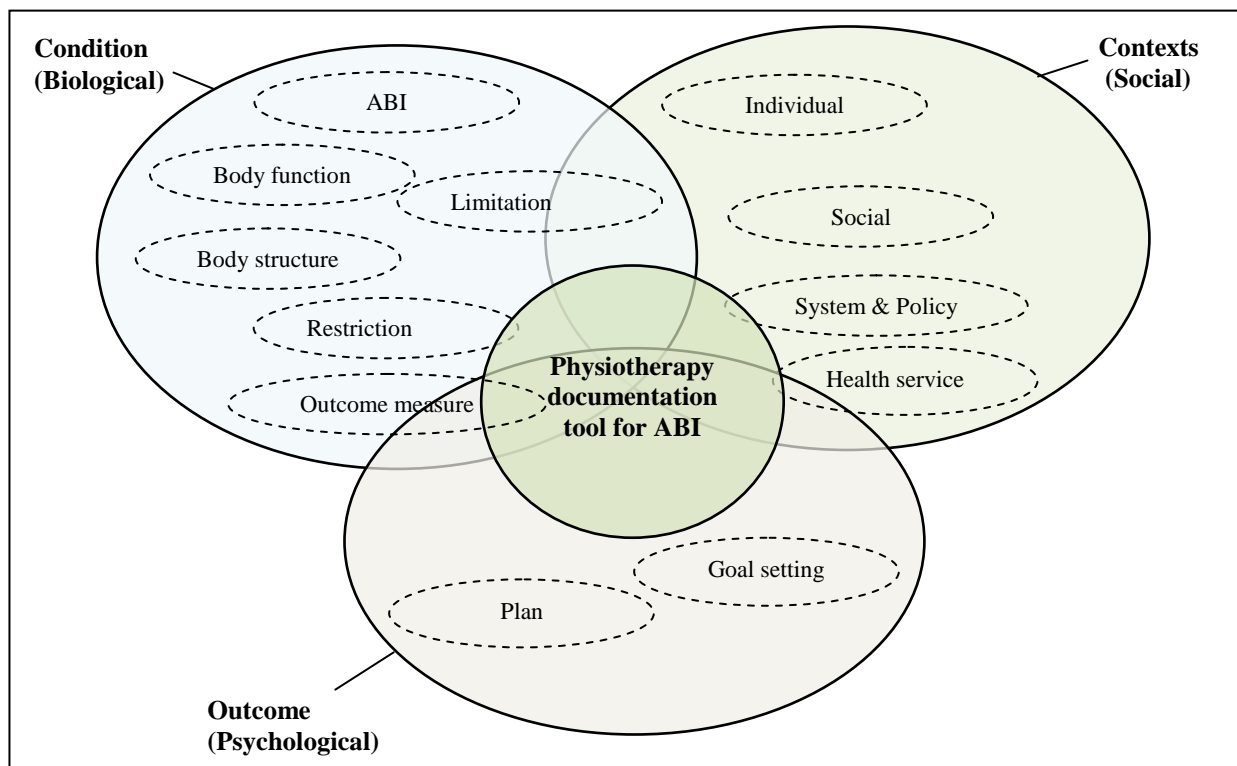 Condition
(Biological)
Contexts
(Social)
ABI
Individual
Body function
Limitation
Social
Body structure
System & Policy
Restriction
Health service
Outcome measure
Physiotherapy
documentation
tool for ABI
Goal setting
Plan
Outcome
(Psychological)